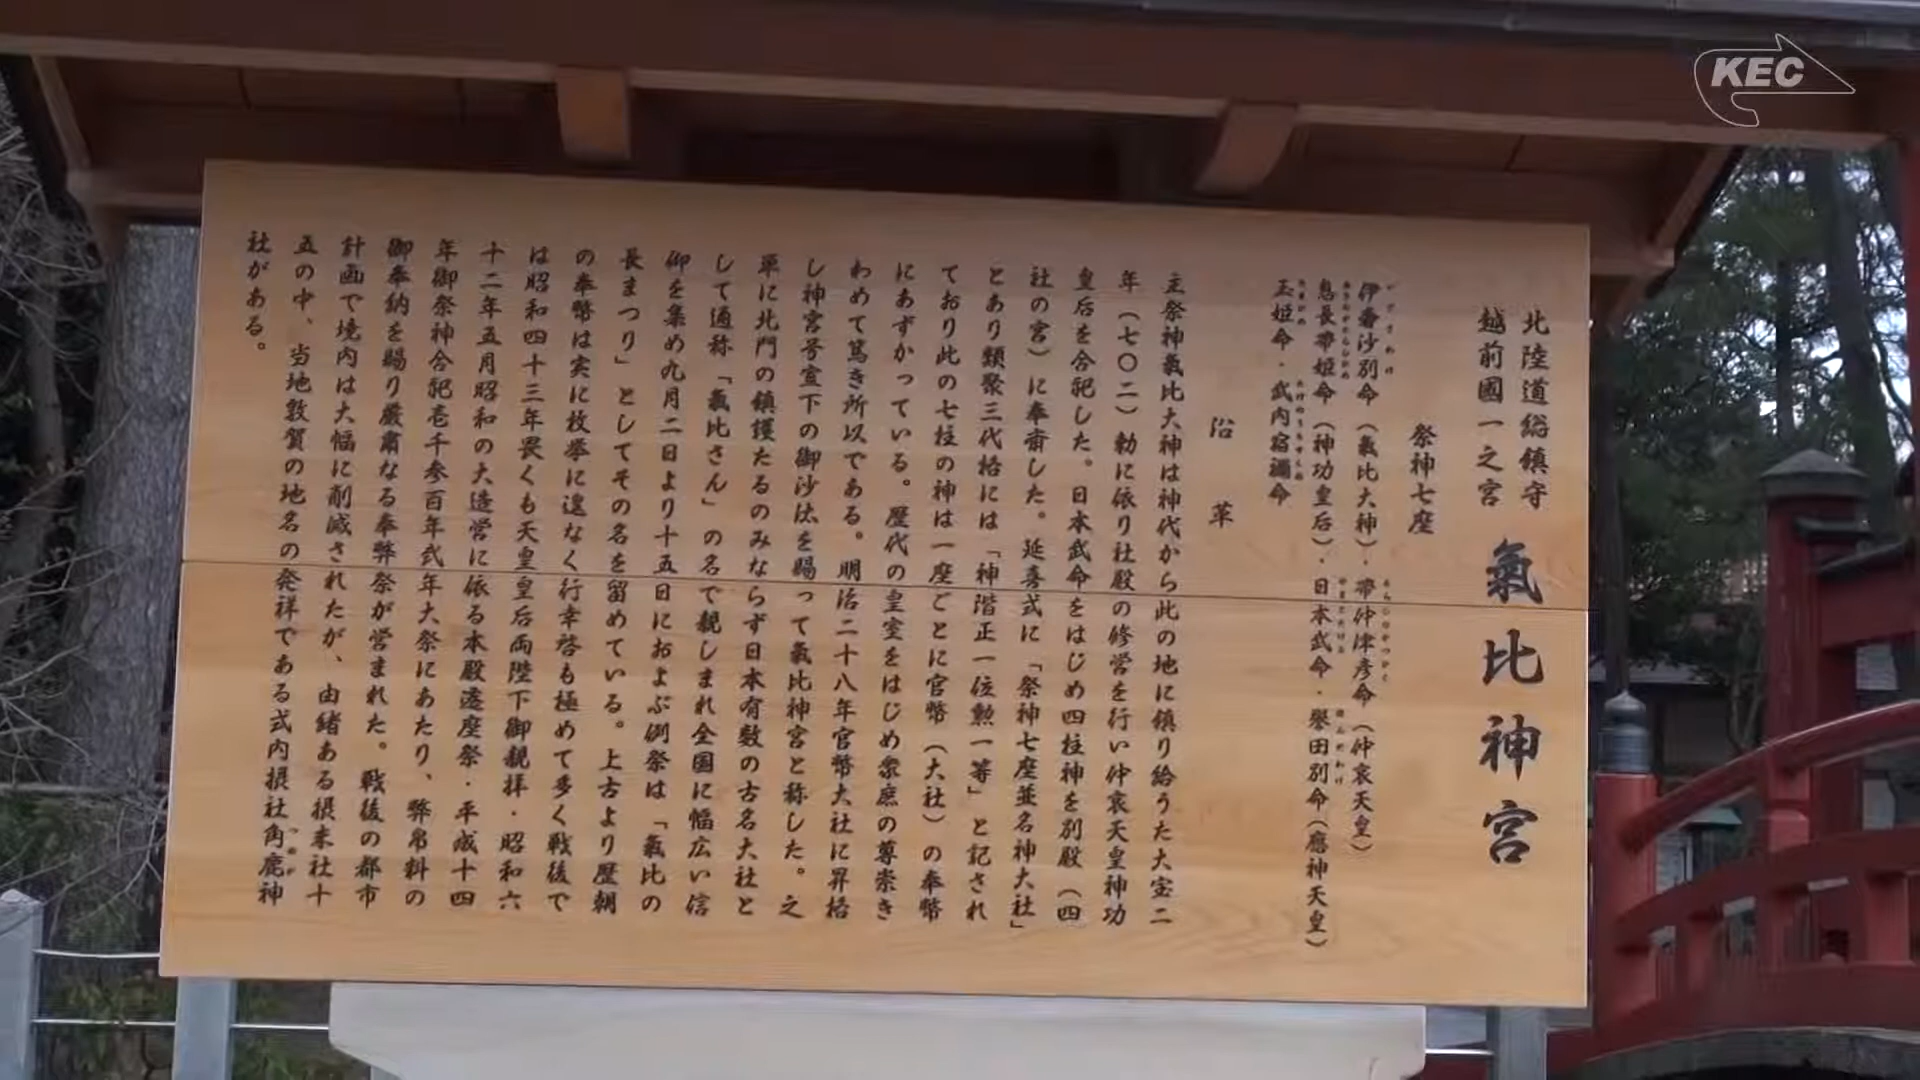 KEC
北陸道総鎮守
越前國一之宮
氣比神宮
祭神七座
伊奢沙別命（氣比大神）・帯仲津彦命（仲哀天皇）
息長帯姫命（神功皇后）・日本武命・誉田別命（應神天皇）
玉姫命・武内宿禰命
沿革
主祭神氣比大神は神代から此の地に鎮り給うた大宝二
年（七〇二）勅に依り社殿の修営を行い仲哀天皇神功
皇后を合祀した。日本武命をはじめ四柱神を別殿（四
社の宮）に奉斎した。延喜式に「祭神七座並名神大社」
とあり類聚三代格には「神階正一位勲一等」と記され
ており此の七柱の神は一座ごとに官幣（大社）の奉幣
にあずかっている。歴代の皇室をはじめ衆庶の尊崇き
わめて篤き所以である。明治二十八年官幣大社に昇格
し神宮号宣下の御沙汰を賜って氣比神宮と称した。之
単に北門の鎮護たるのみならず日本有数の古名大社と
して通称「氣比さん」の名で親しまれ全国に幅広い信
仰を集め九月二日より十五日におよぶ例祭は「氣比の
長まつり」としてその名を留めている。上古より歴朝
の奉幣は実に枚挙に遑なく行幸啓も極めて多く戦後で
は昭和四十三年畏くも天皇皇后両陛下御親拝・昭和六
十二年五月昭和の大造営に依る本殿遷座祭・平成十四
年御祭神合祀壱千参百年式年大祭にあたり、幣帛料の
御奉納を賜り厳粛なる奉幣祭が営まれた。戦後の都市
計画で境内は大幅に削減されたが、由緒ある摂末社十
五の中、当地敦賀の地名の発祥である式内摂社角鹿神
社がある。